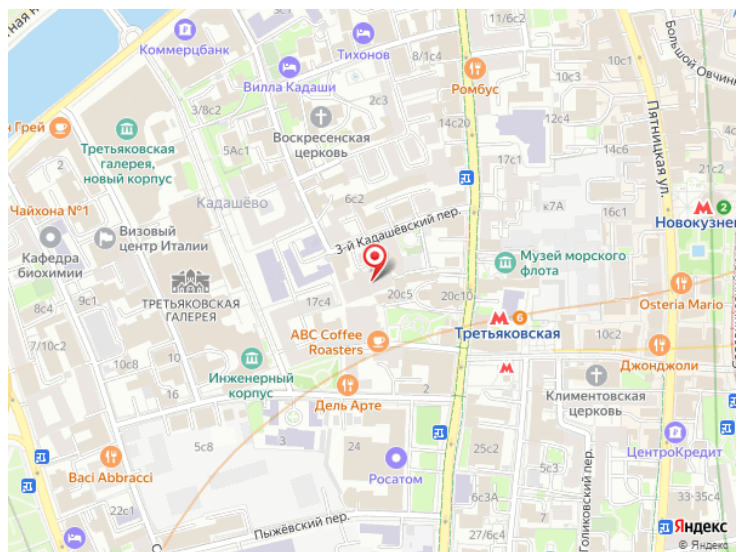 11/6с2
Коммерцбанк
Тихонов
8/1с4
10с1
Большой Овчинн
Вилла Кадаши
2с3
Ромбус
10с3
3/8с2
Воскресенская
церковь
14с20
н Грей
Третьяковская
галерея,
новый корпус
5Ас1
17с1
Пятницкая ул.
21с2
2
6с2
Кадашёво
к7А
16с1
2
Чайхона №1
Визовый
центр Италии
3-й Кадашёвский пер.
Новокузне
Кафедра
биохимии
Музей морского
флота
8с4
9с1
ТРЕТЬЯКОВСКАЯ
ГАЛЕРЕЯ
17с4
20с5
20с10
Osteria Mario
6
Третьяковская
7/10с2
ABC Coffee
Roasters
10с2
10с8
Джонджоли
Инженерный
корпус
Дель Арте
2
Климентовская
церковь
3
5с8
24
25с2
ЦентроКредит
Baci Abbracci
Росатом
5с3
Голиковский пер.
22с1
6с3А
33-35с4
Пыжёвский пер.
27/6с4
Яндекс
© Яндекс